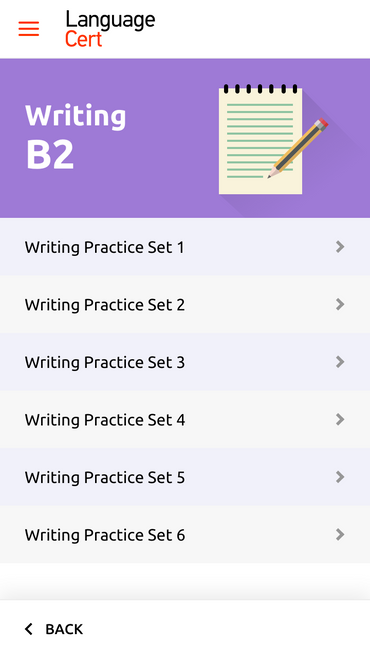 Language
Cert
Writing
B2
Writing Practice Set 1
Writing Practice Set 2
Writing Practice Set 3
Writing Practice Set 4
Writing Practice Set 5
Writing Practice Set 6
BACK